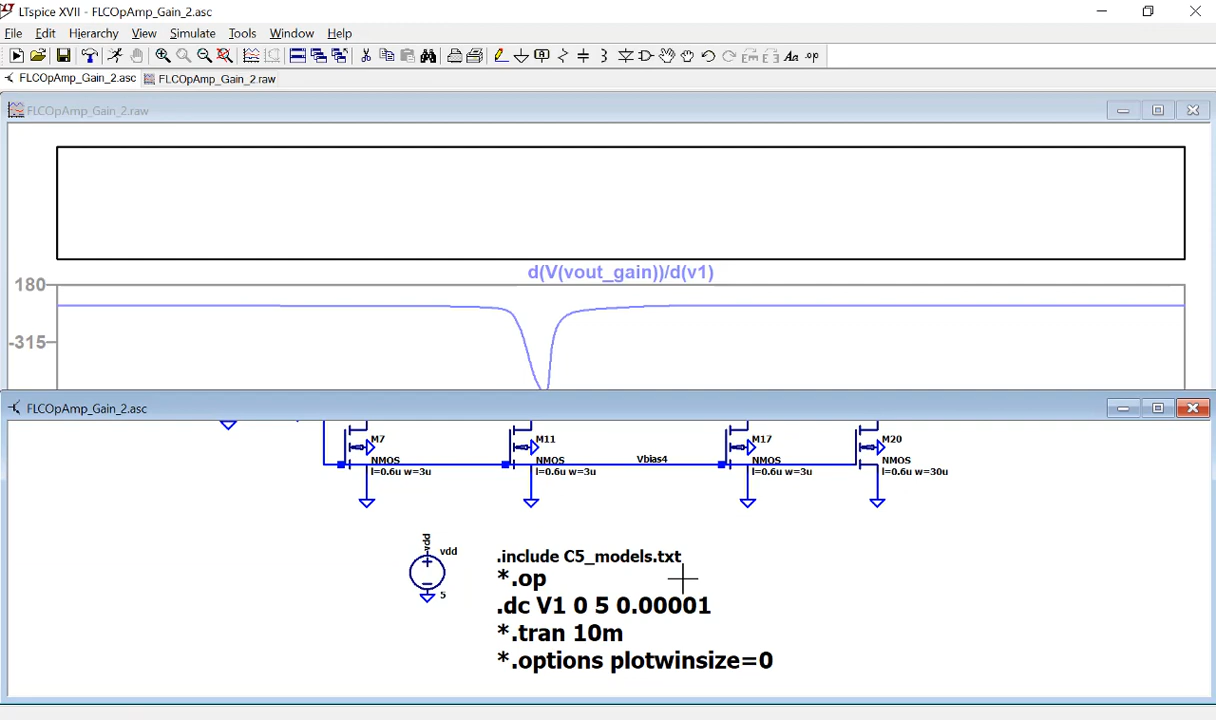 LTspice XVII - FLCOpAmp_Gain_2.asc
File Edit Hierarchy View Simulate Tools Window Help
Aa .op
FLCOpAmp_Gain_2.asc FLCOpAmp_Gain_2.raw
FLCOpAmp_Gain_2.raw
d(V(vout_gain))/d(v1)
180
-315
FLCOpAmp_Gain_2.asc
M7 M11 M17 M20
NMOS NMOS Vbias4 NMOS NMOS
l=0.6u w=3u l=0.6u w=3u l=0.6u w=3u l=0.6u w=30u
vdd
vdd
5
.include C5_models.txt
*.op
.dc V1 0 5 0.00001
*.tran 10m
*.options plotwinsize=0